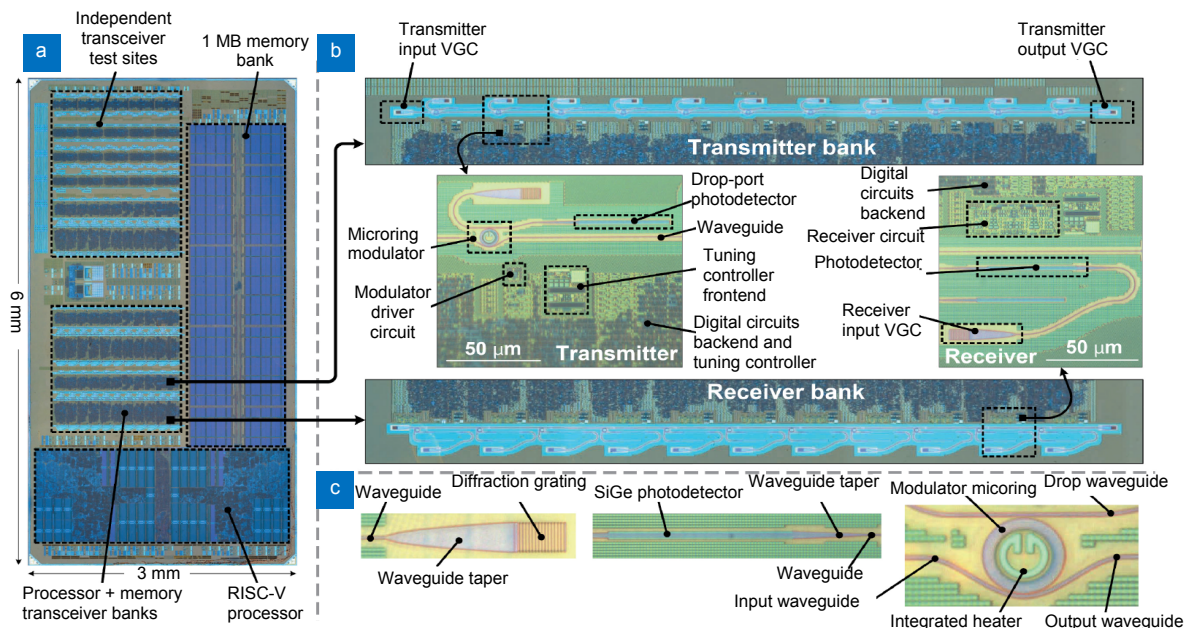 a
Independent
transceiver
test sites
1 MB memory
bank
6 mm
3 mm
Processor + memory
transceiver banks
RISC-V
processor
b
Transmitter
input VGC
Transmitter
output VGC
Transmitter bank
Microring
modulator
Modulator
driver
circuit
Drop-port
photodetector
Waveguide
Tuning
controller
frontend
Digital circuits
backend and
tuning controller
50 μm
Transmitter
Digital
circuits
backend
Receiver circuit
Photodetector
Receiver
input VGC
Receiver
50 μm
Receiver bank
c
Waveguide
Diffraction grating
Waveguide taper
SiGe photodetector
Waveguide taper
Waveguide
Modulator micoring
Drop waveguide
Input waveguide
Integrated heater
Output waveguide